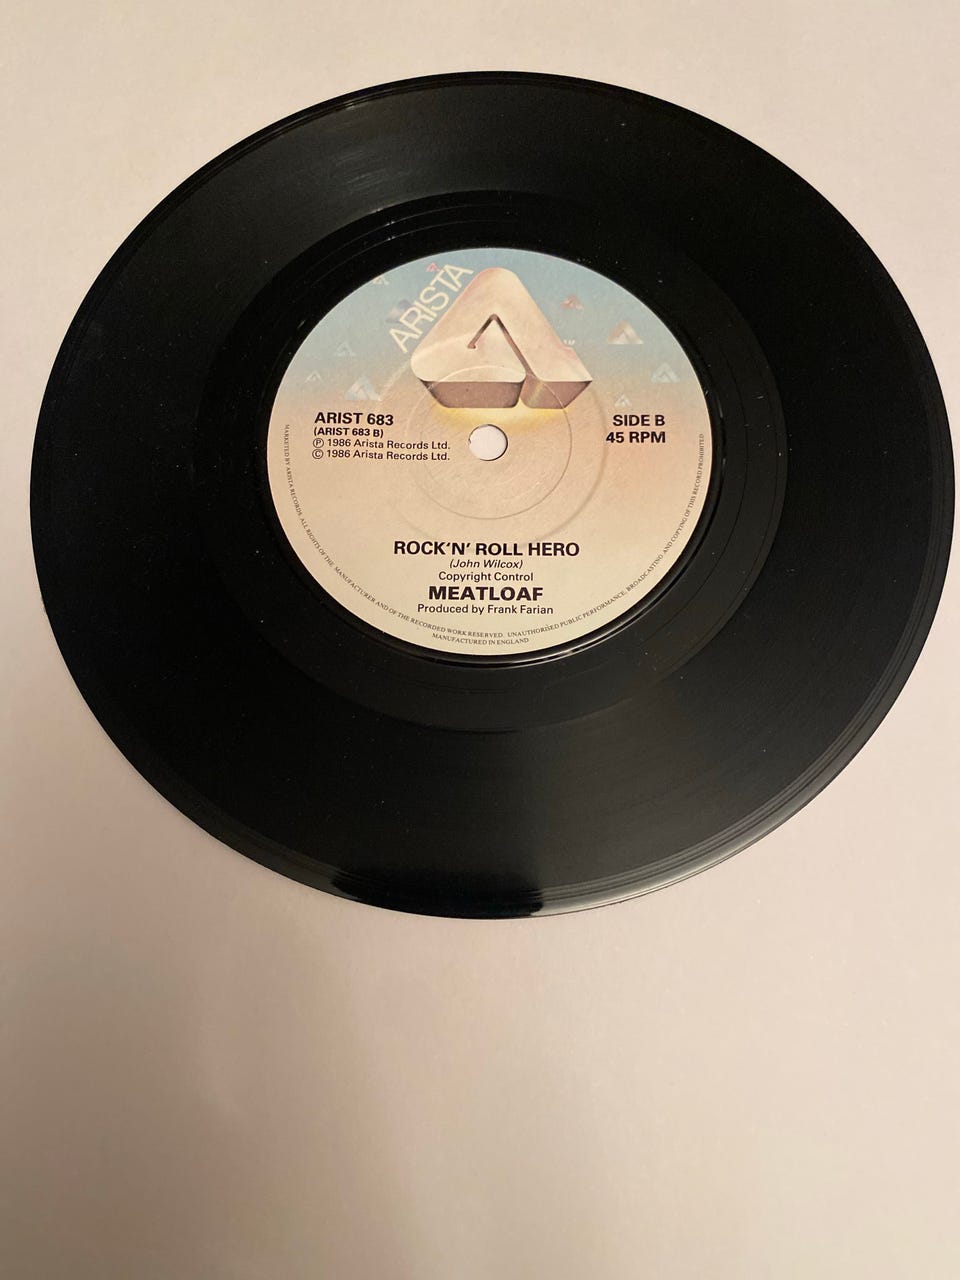 ARISTA
TM
ARIST 683
(ARIST 683 B)
℗ 1986 Arista Records Ltd.
© 1986 Arista Records Ltd.
SIDE B
45 RPM
ROCK'N' ROLL HERO
(John Wilcox)
Copyright Control
MEATLOAF
Produced by Frank Farian
MARKETED BY ARISTA RECORDS. ALL RIGHTS OF THE MANUFACTURER AND OF THE RECORDED WORK RESERVED. UNAUTHORISED PUBLIC PERFORMANCE, BROADCASTING AND COPYING OF THIS RECORD PROHIBITED
MANUFACTURED IN ENGLAND